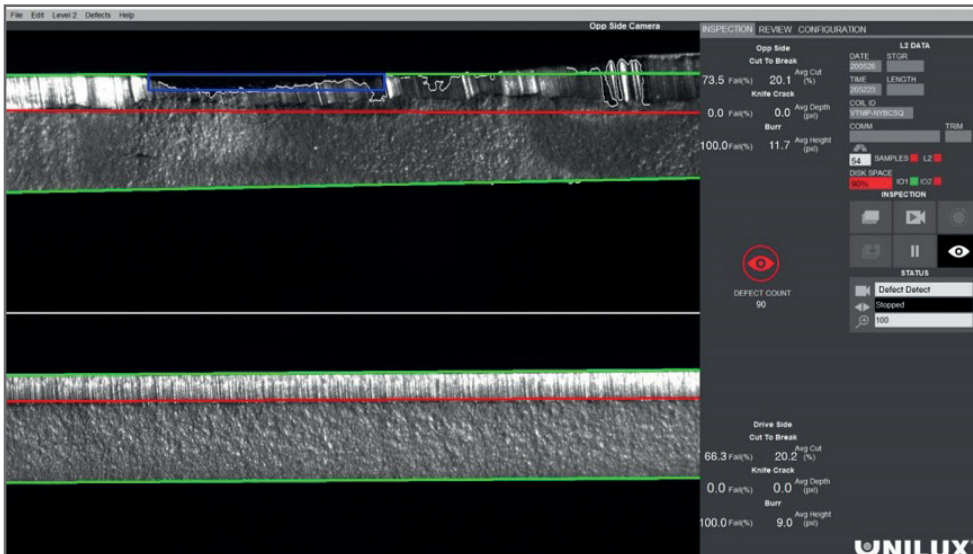 File Edit Level 2 Defects Help
Opp Side Camera
INSPECTION REVIEW CONFIGURATION
Opp Side
Cut To Break
73.5 Fail(%) 20.1 Avg Cut (%)
Knife Crack
0.0 Fail(%) 0.0 Avg Depth (pxl)
Burr
100.0 Fail(%) 11.7 Avg Height (pxl)
DEFECT COUNT
90
Drive Side
Cut To Break
66.3 Fail(%) 20.2 Avg Cut (%)
Knife Crack
0.0 Fail(%) 0.0 Avg Depth (pxl)
Burr
100.0 Fail(%) 9.0 Avg Height (pxl)
L2 DATA
DATE STGR
200526
TIME LENGTH
205223
COIL ID
VTNIP-NYBCSQ
COMM TRIM
64 SAMPLES L2
DISK SPACE
90% IO1 IO2
INSPECTION
STATUS
Defect Detect
Stopped
100
UNILUX